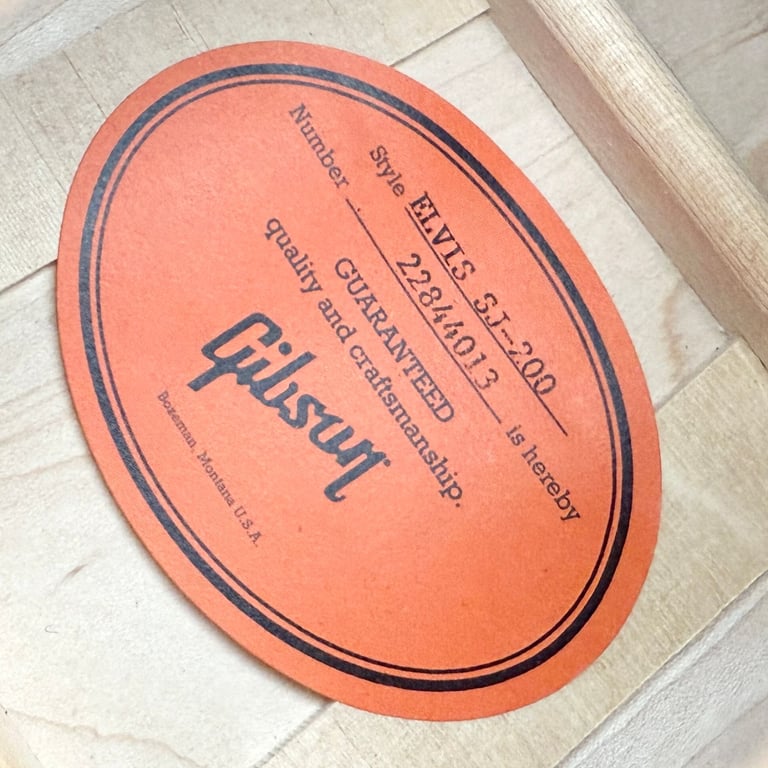 Style ELVIS SJ-200
Number 22844013 is hereby
GUARANTEED
quality and craftsmanship.
Gibson
Bozeman, Montana U.S.A.